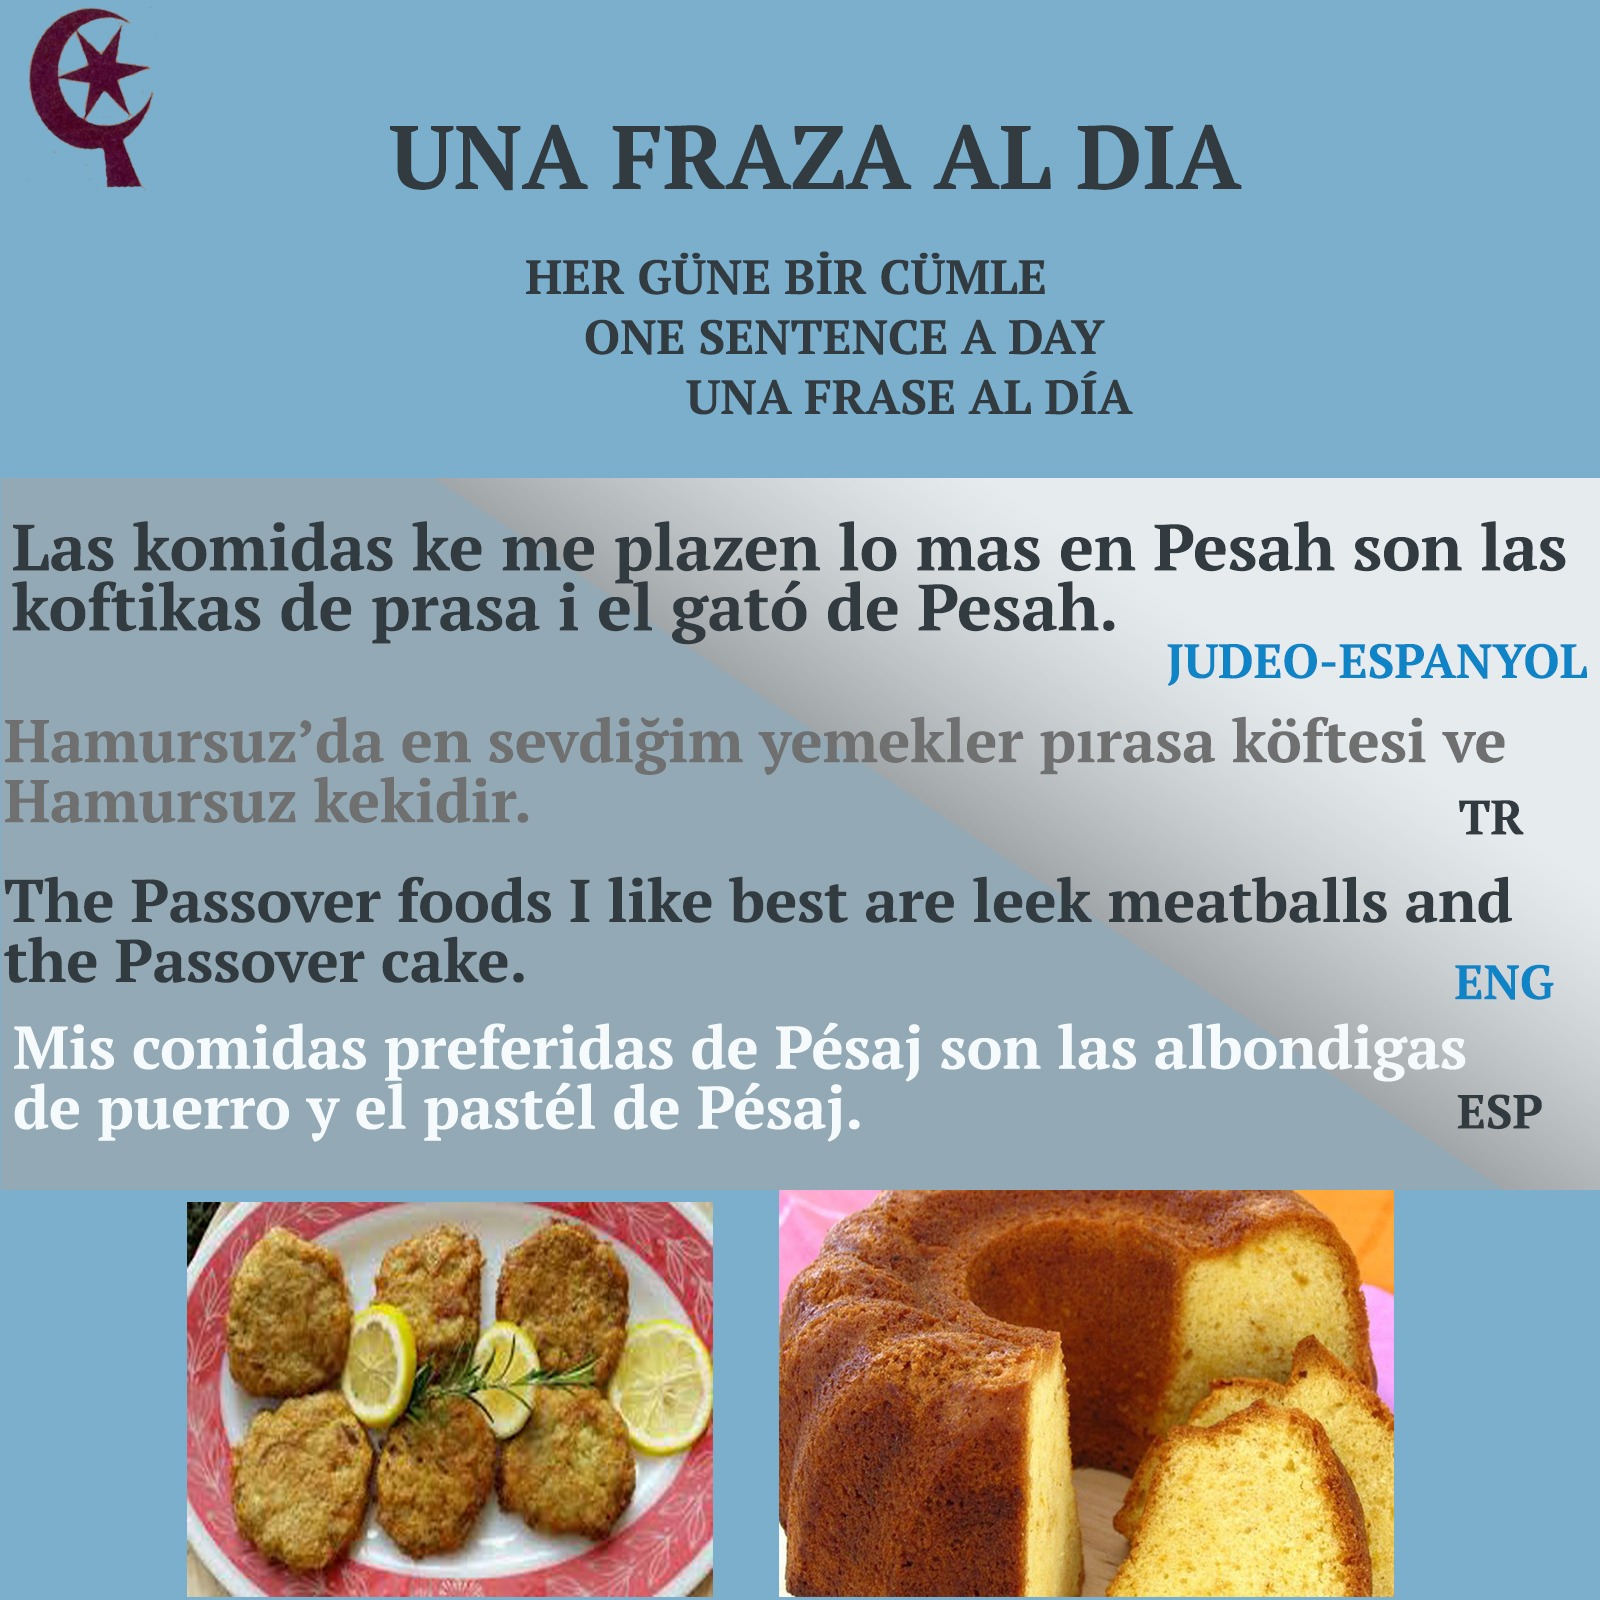 UNA FRAZA AL DIA
HER GÜNE BİR CÜMLE
ONE SENTENCE A DAY
UNA FRASE AL DÍA
Las komidas ke me plazen lo mas en Pesah son las
koftikas de prasa i el gató de Pesah.
JUDEO-ESPANYOL
Hamursuz’da en sevdiğim yemekler pırasa köftesi ve
Hamursuz kekidir.
TR
The Passover foods I like best are leek meatballs and
the Passover cake.
ENG
Mis comidas preferidas de Pésaj son las albondigas
de puerro y el pastél de Pésaj.
ESP